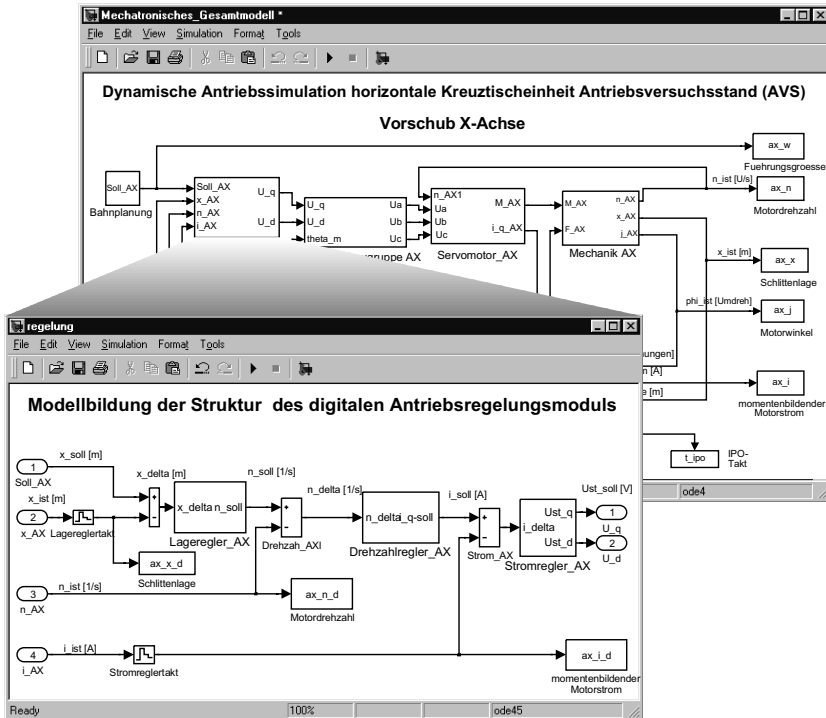 Mechatronisches_Gesamtmodell *
File Edit View Simulation Format Tools
Dynamische Antriebssimulation horizontale Kreuztischeinheit Antriebsversuchsstand (AVS)
Vorschub X-Achse
ax_w
Fuehrungsgroesse
Soll_AX
Bahnplanung
Soll_AX
x_AX
n_AX
i_AX
U_q
U_d
U_q
U_d
theta_m
Ua
Ub
Uc
gruppe AX
n_AX1
Ua
Ub
Uc
M_AX
i_q_AX
Servomotor_AX
M_AX
F_AX
n_AX
x_AX
j_AX
Mechanik AX
n_ist [U/s]
ax_n
Motordrehzahl
x_ist [m]
ax_x
Schlittenlage
phi_ist [Umdreh]
ax_j
Motorwinkel
nungen]
n [A]
e [m]
ax_i
momentenbildender
Motorstrom
t_ipo
IPO-
Takt
ode4
regelung
File Edit View Simulation Format Tools
Modellbildung der Struktur des digitalen Antriebsregelungsmoduls
x_soll [m]
1
Soll_AX
x_ist [m]
2
x_AX
Lagereglertakt
x_delta [m]
x_delta n_soll
Lageregler_AX
n_soll [1/s]
Drehzah_AXI
n_delta [1/s]
n_delta i_q-soll
Drehzahlregler_AX
i_soll [A]
Strom_AX
i_delta
Ust_q
Ust_d
Stromregler_AX
Ust_soll [V]
1
U_q
2
U_d
ax_x_d
Schlittenlage
n_ist [1/s]
3
n_AX
ax_n_d
Motordrehzahl
i_ist [A]
4
i_AX
Stromreglertakt
ax_i_d
momentenbildender
Motorstrom
Ready 100% ode45